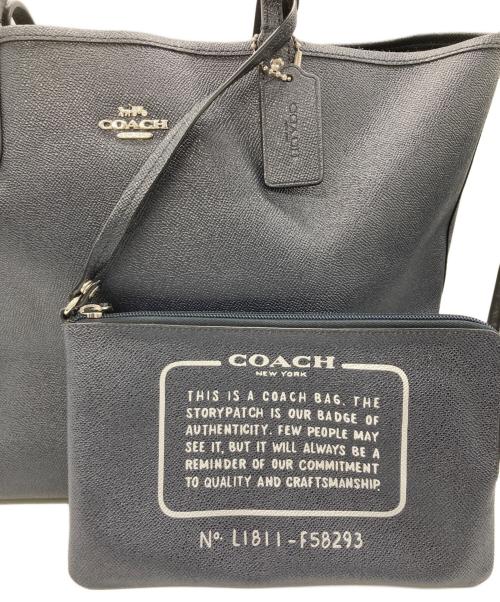 COACH
COACH
COACH
NEW YORK
THIS IS A COACH BAG. THE
STORYPATCH IS OUR BADGE OF
AUTHENTICITY. FEW PEOPLE MAY
SEE IT, BUT IT WILL ALWAYS BE A
REMINDER OF OUR COMMITMENT
TO QUALITY AND CRAFTSMANSHIP.
No. L1811-F58293